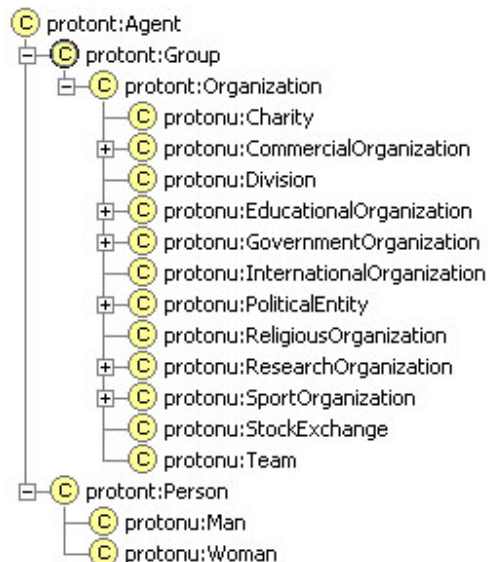 C protont:Agent
C protont:Group
C protont:Organization
C protonu:Charity
C protonu:CommercialOrganization
C protonu:Division
C protonu:EducationalOrganization
C protonu:GovernmentOrganization
C protonu:InternationalOrganization
C protonu:PoliticalEntity
C protonu:ReligiousOrganization
C protonu:ResearchOrganization
C protonu:SportOrganization
C protonu:StockExchange
C protonu:Team
C protont:Person
C protonu:Man
C protonu:Woman